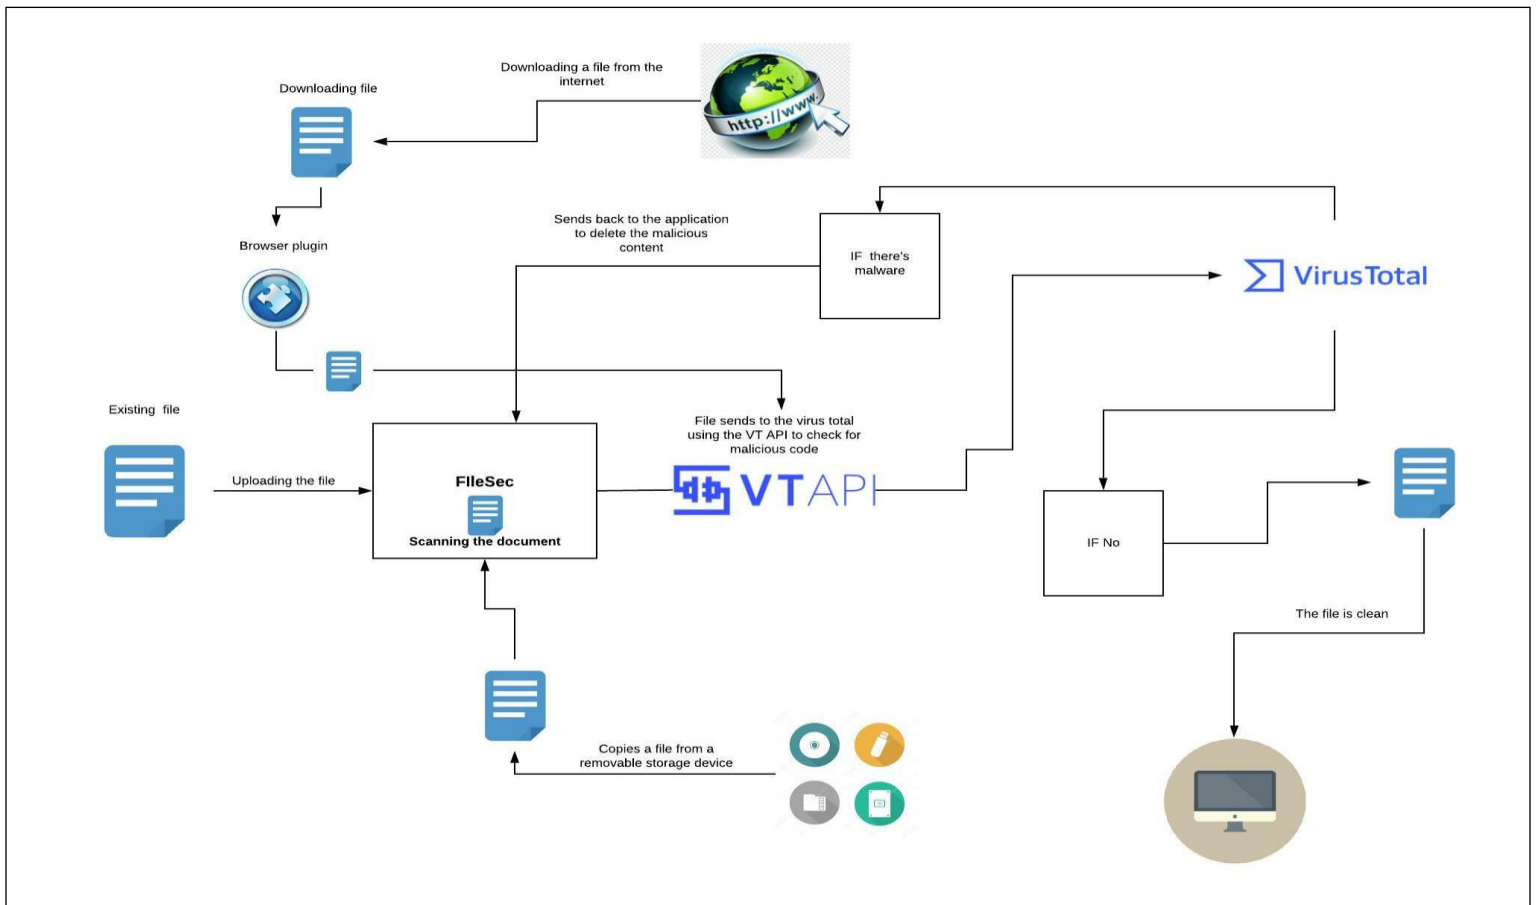 Downloading a file from the
internet
Downloading file
http://www.
Sends back to the application
to delete the malicious
content
IF there's
malware
Browser plugin
VirusTotal
Existing file
File sends to the virus total
using the VT API to check for
malicious code
Uploading the file
FIleSec
VTAPI
Scanning the document
IF No
The file is clean
Copies a file from a
removable storage device